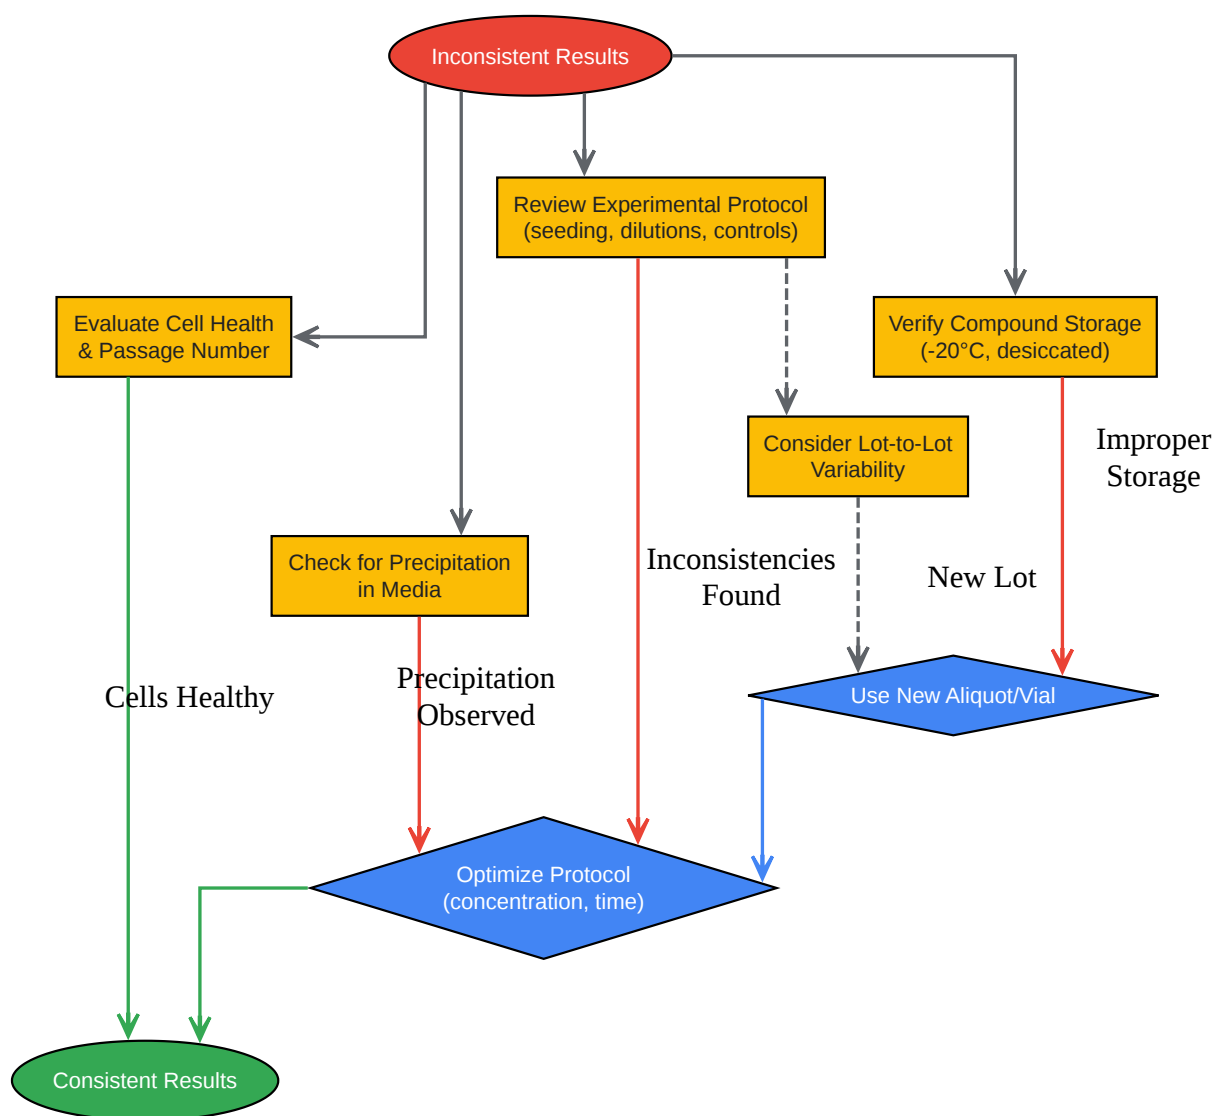 Inconsistent Results
Review Experimental Protocol
(seeding, dilutions, controls)
Evaluate Cell Health
& Passage Number
Verify Compound Storage
(-20°C, desiccated)
Consider Lot-to-Lot
Variability
Improper
Storage
Check for Precipitation
in Media
Inconsistencies
Found
New Lot
Cells Healthy
Precipitation
Observed
Use New Aliquot/Vial
Optimize Protocol
(concentration, time)
Consistent Results